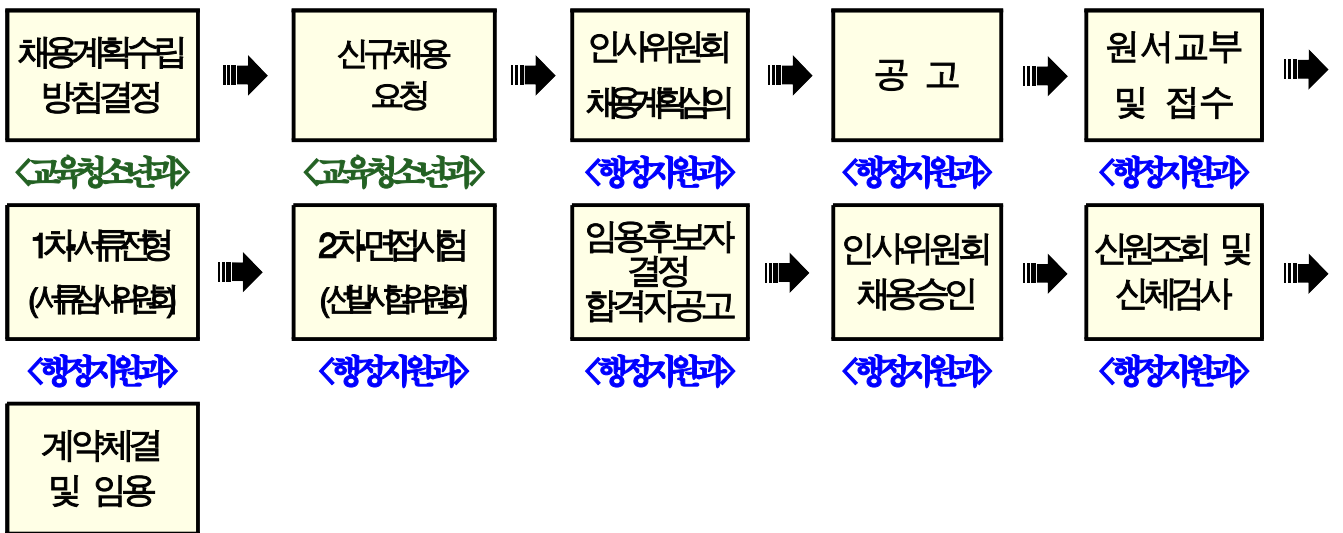 채용계획수립
방침결정
신규채용
요청
인사위원회
채용계획심의
공 고
원서교부
및 접수
<교육청소년과>
<교육청소년과>
<행정지원과>
<행정지원과>
<행정지원과>
1차-서류전형
(서류심사위원회)
2차-면접시험
(선발시험위원회)
임용후보자
결정
합격자공고
인사위원회
채용승인
신원조회 및
신체검사
<행정지원과>
<행정지원과>
<행정지원과>
<행정지원과>
<행정지원과>
계약체결
및 임용